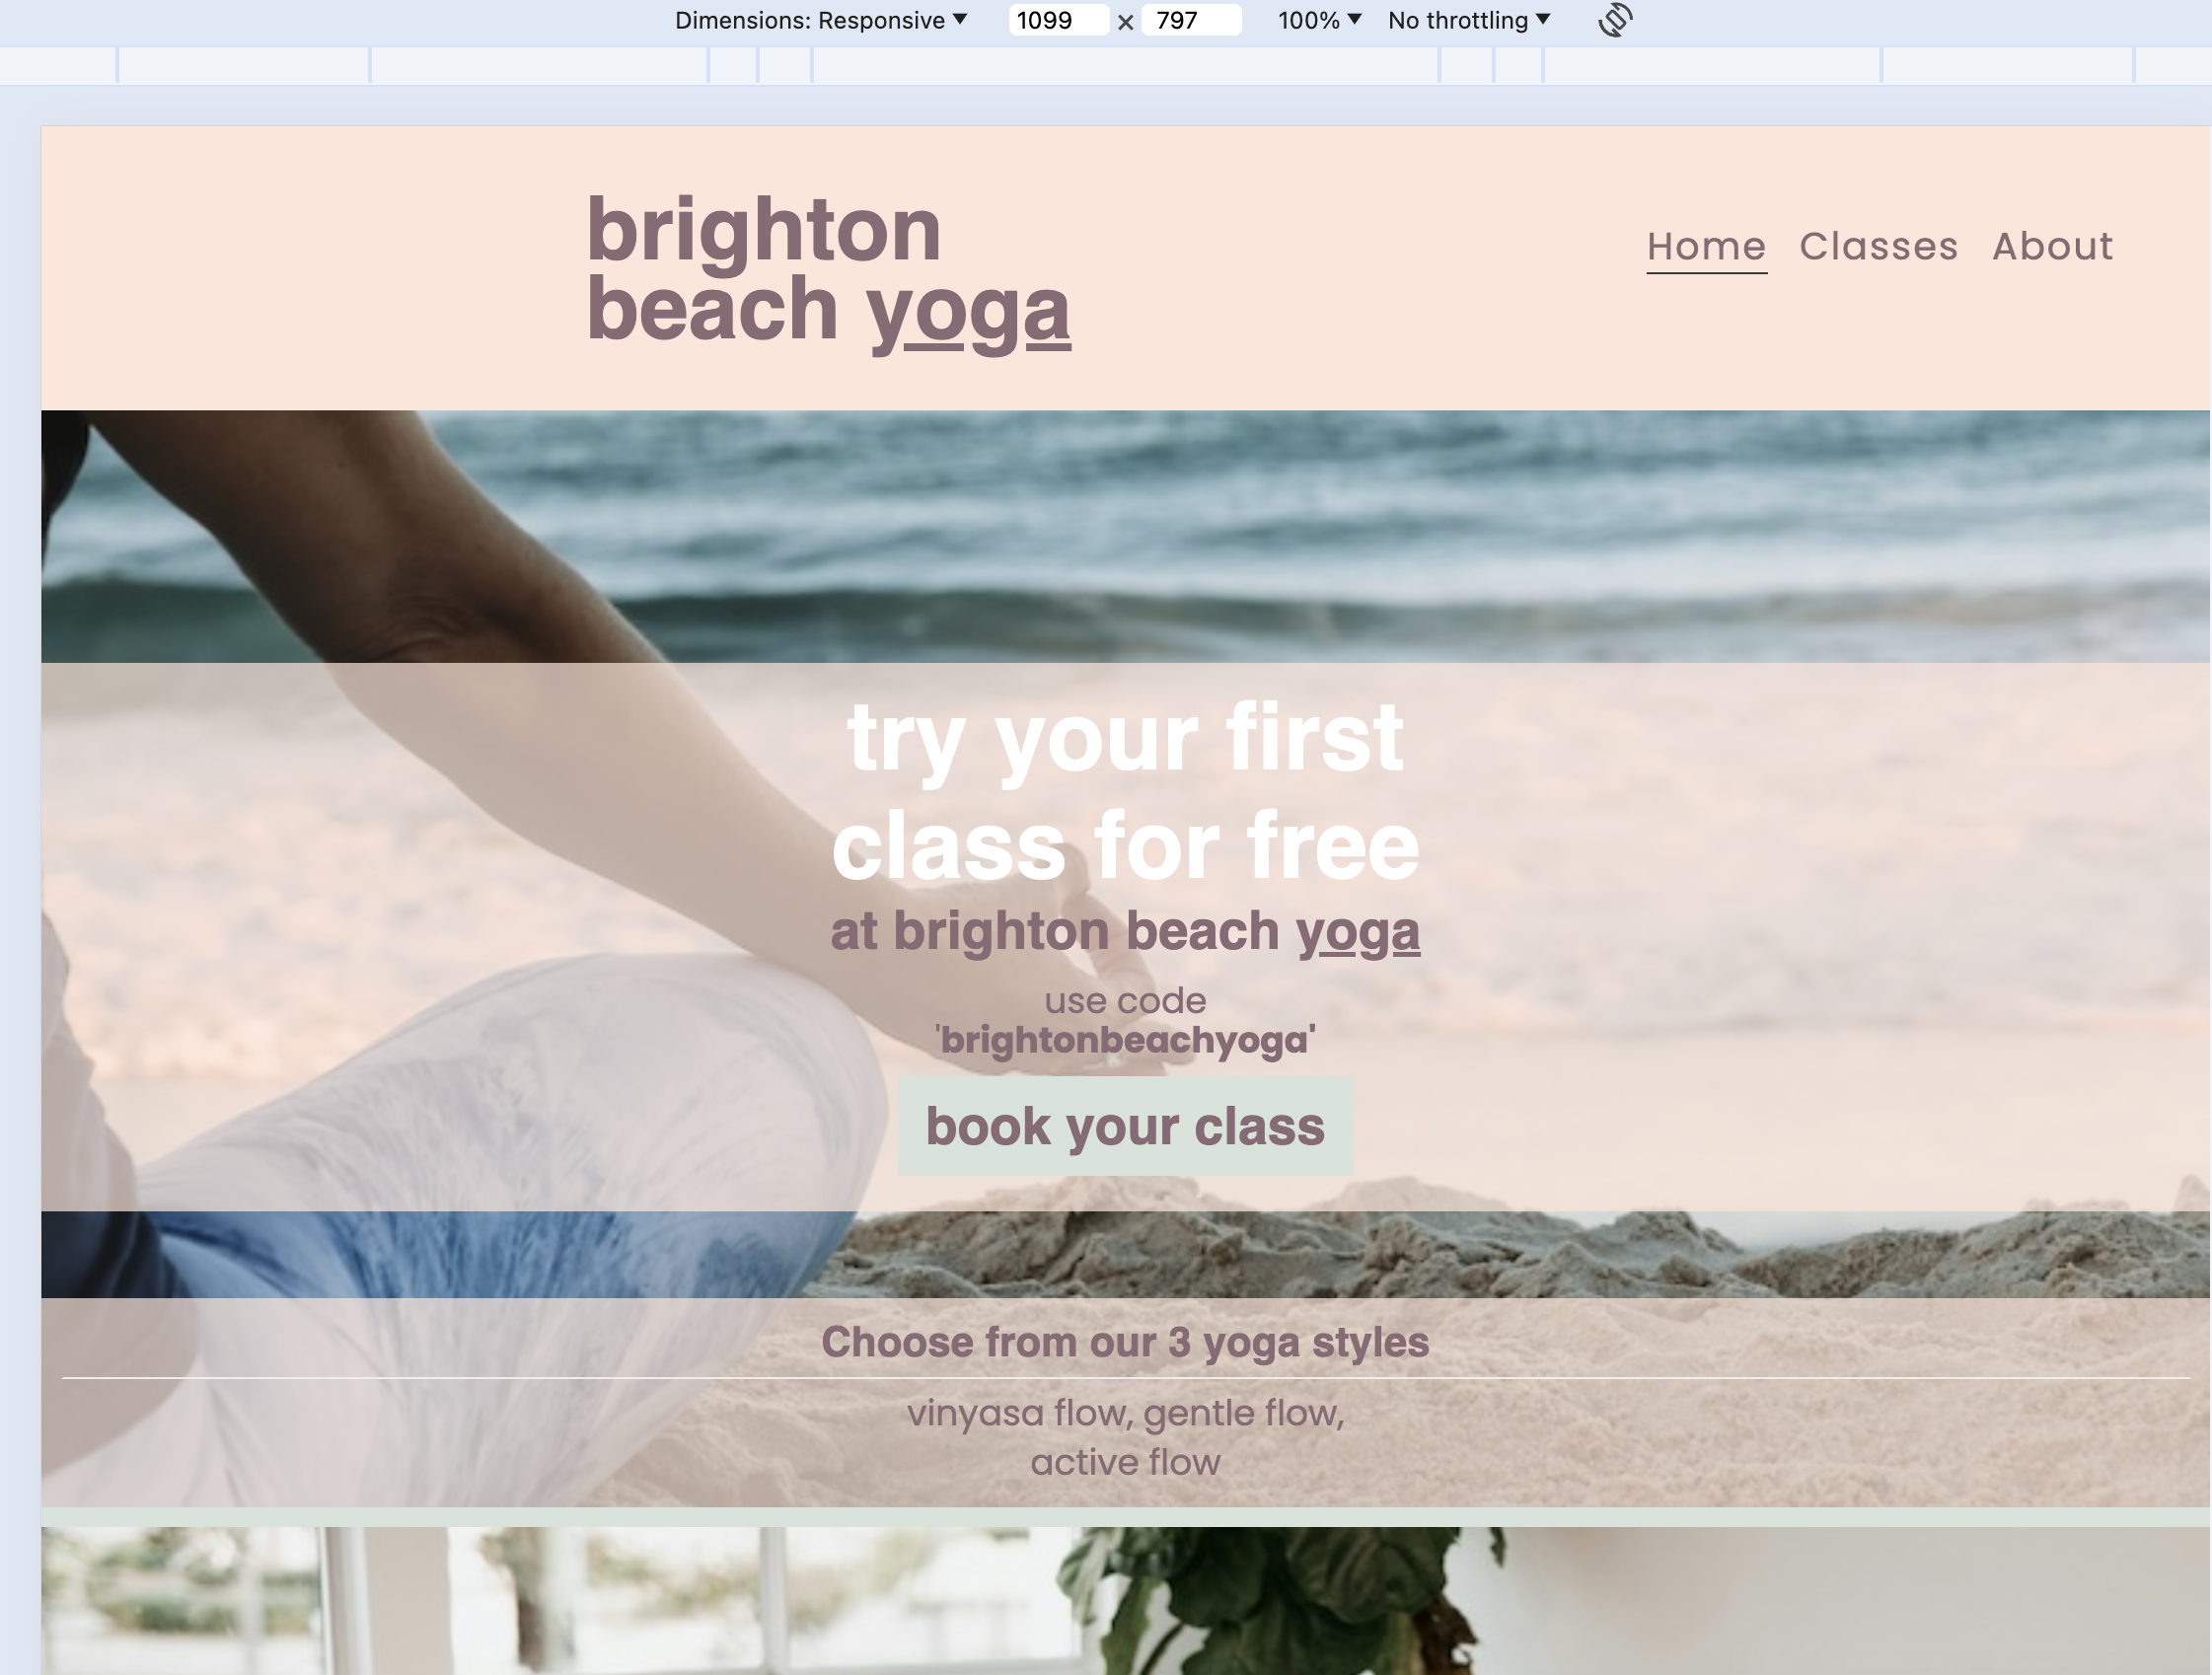 Dimensions: Responsive ▼ 1099 × 797 100% ▼ No throttling ▼
brighton
beach yoga
Home Classes About
try your first
class for free
at brighton beach yoga
use code
'brightonbeachyoga'
book your class
Choose from our 3 yoga styles
vinyasa flow, gentle flow,
active flow